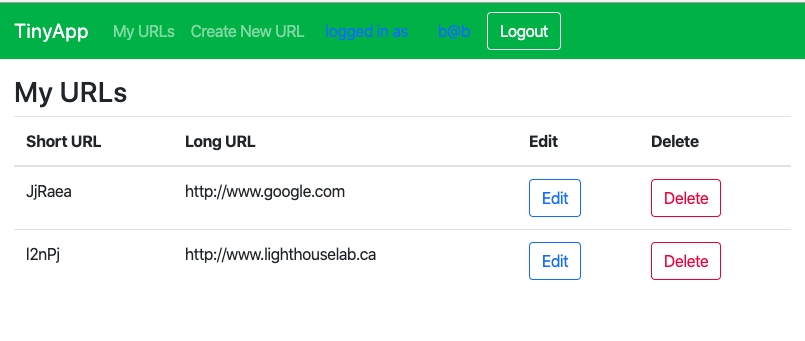 TinyApp My URLs Create New URL logged in as b@b Logout
My URLs
Short URL Long URL Edit Delete
JjRaea http://www.google.com Edit Delete
l2nPj http://www.lighthouselab.ca Edit Delete